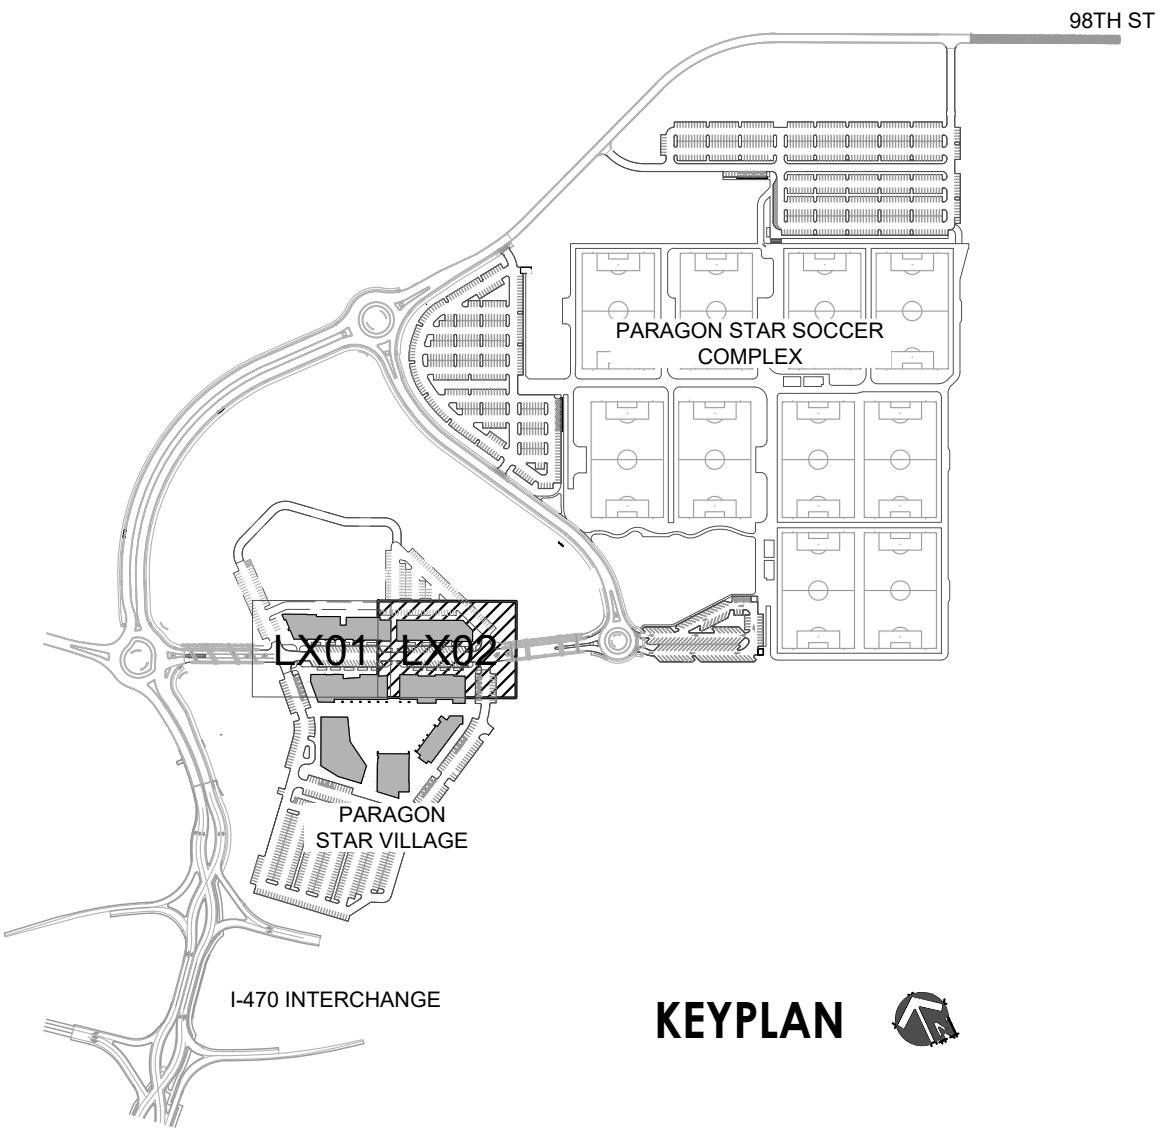 98TH ST
PARAGON STAR SOCCER
COMPLEX
LX01
LX02
PARAGON
STAR VILLAGE
I-470 INTERCHANGE
KEYPLAN